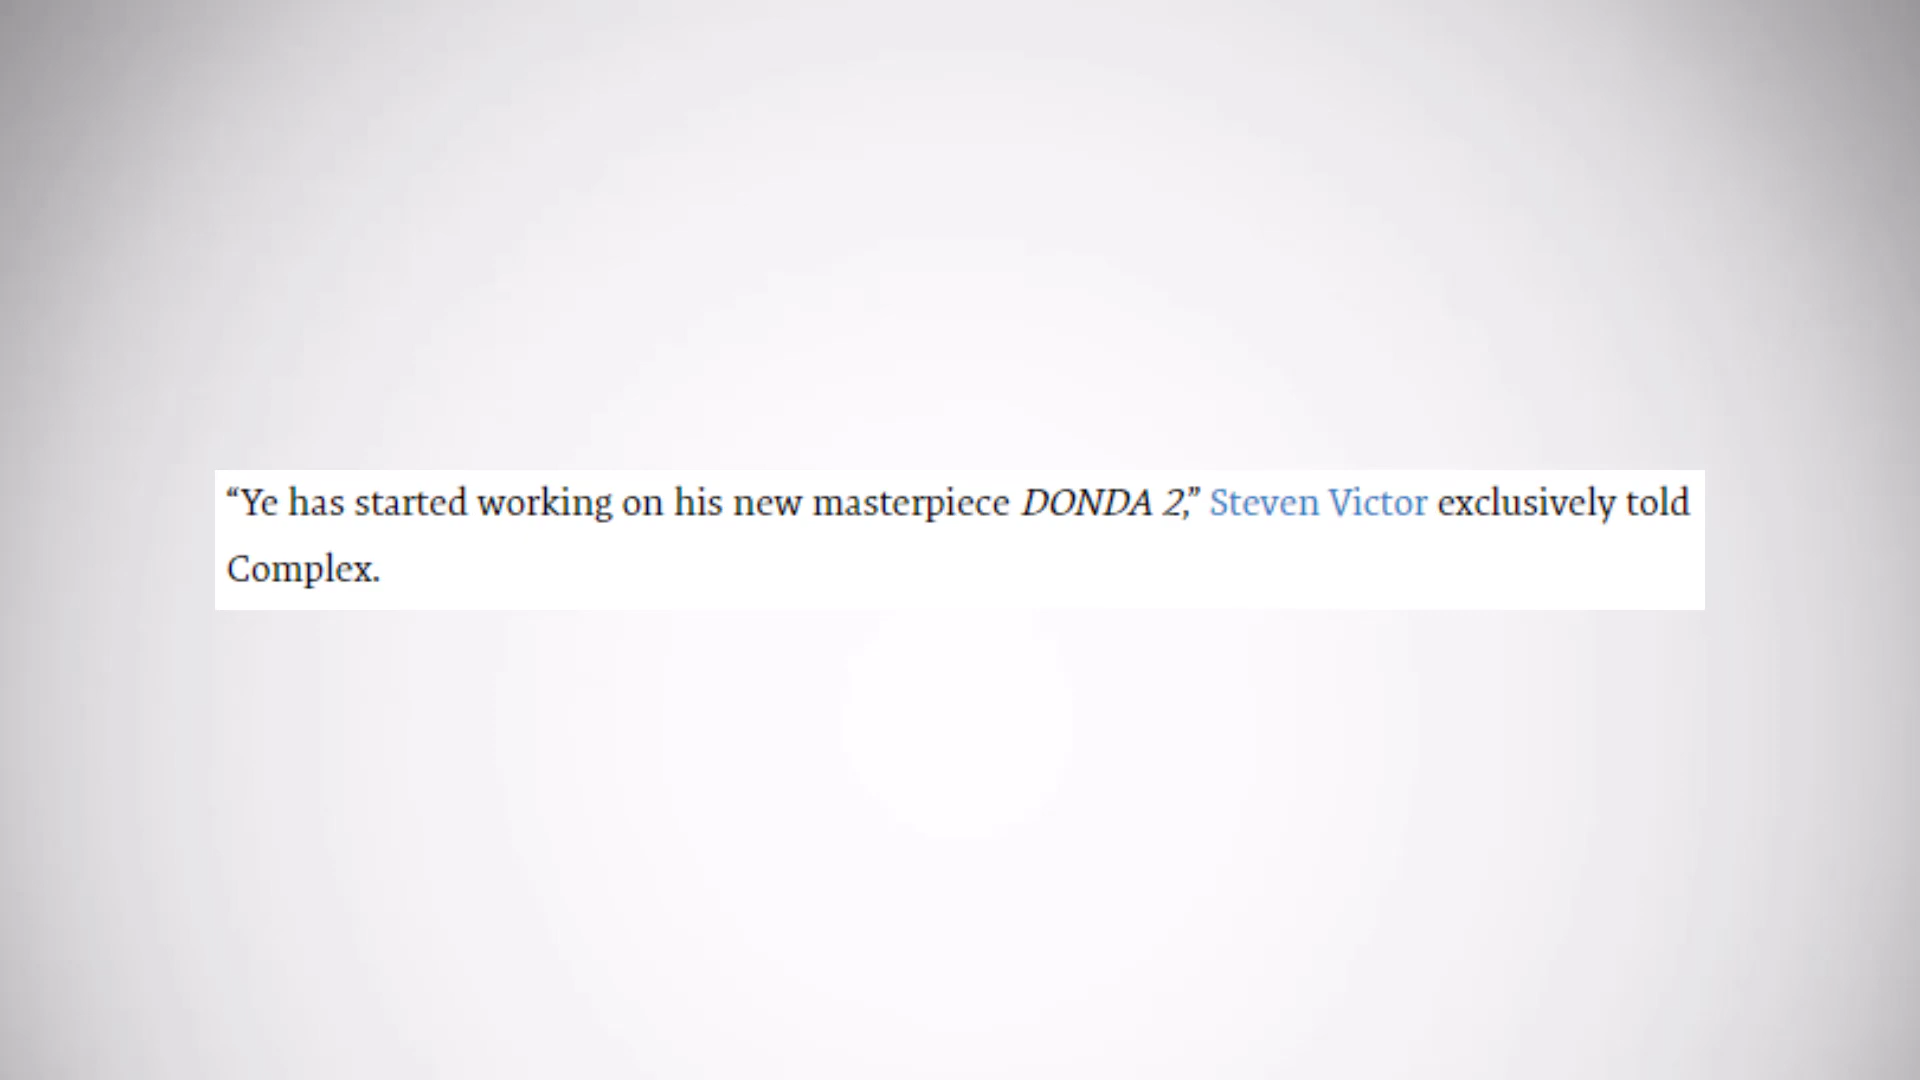 “Ye has started working on his new masterpiece DONDA 2,” Steven Victor exclusively told
Complex.